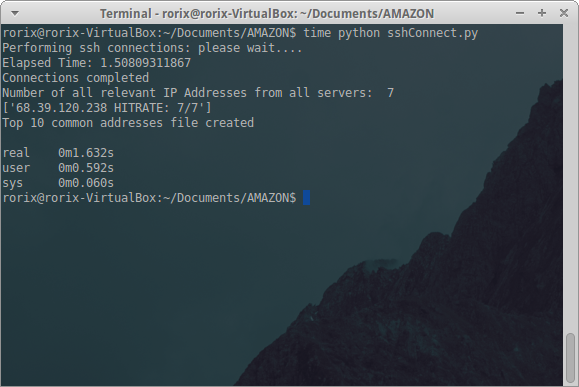 Terminal - rorix@rorix-VirtualBox: ~/Documents/AMAZON
rorix@rorix-VirtualBox:~/Documents/AMAZON$ time python sshConnect.py
Performing ssh connections: please wait....
Elapsed Time: 1.50809311867
Connections completed
Number of all relevant IP Addresses from all servers:  7
['68.39.120.238 HITRATE: 7/7']
Top 10 common addresses file created
real    0m1.632s
user    0m0.592s
sys     0m0.060s
rorix@rorix-VirtualBox:~/Documents/AMAZON$